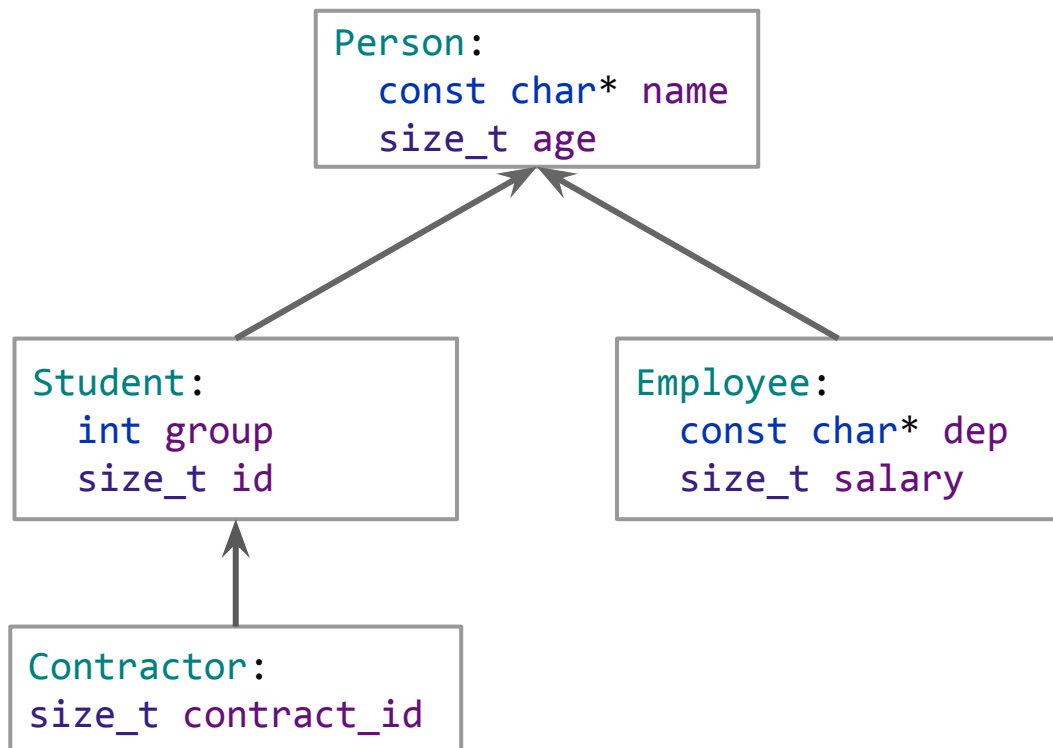 Person:
const char* name
size_t age
Student:
int group
size_t id
Employee:
const char* dep
size_t salary
Contractor:
size_t contract_id